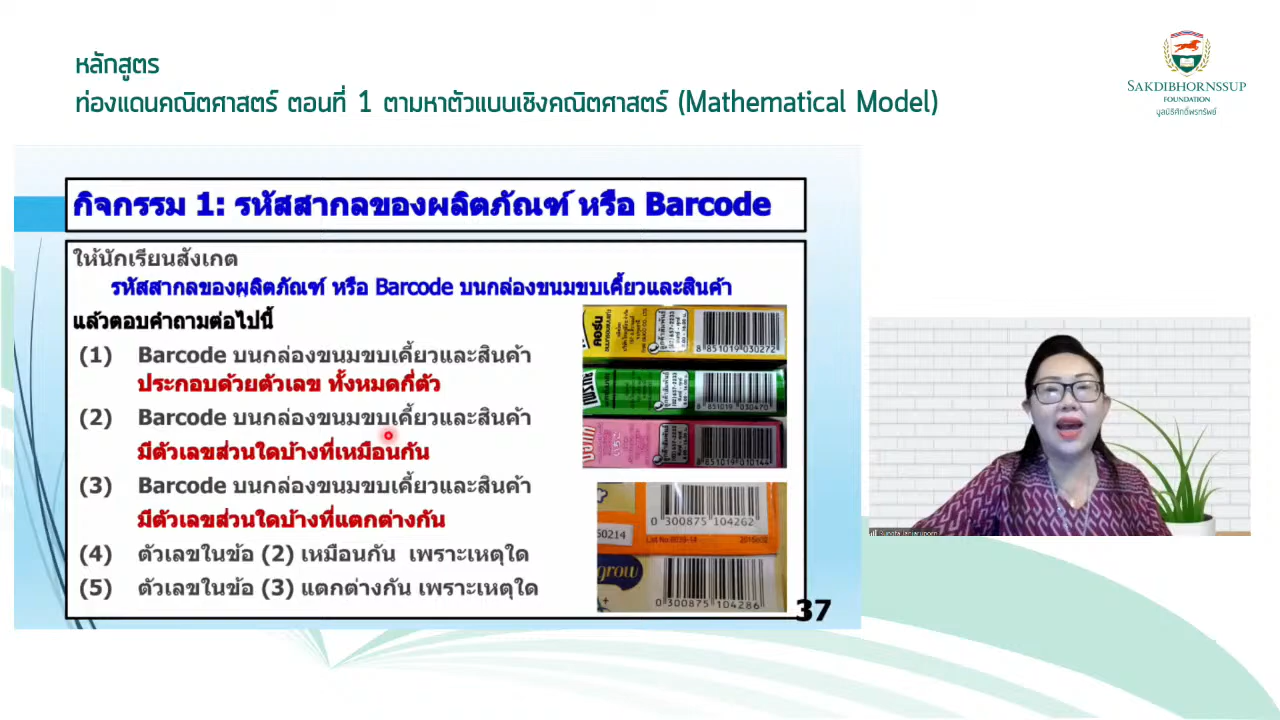 หลักสูตร
ท่องแดนคณิตศาสตร์ ตอนที่ 1 ตามหาตัวแบบเชิงคณิตศาสตร์ (Mathematical Model)
SAKDIBHORNSSUP
FOUNDATION
มูลนิธิศักดิ์พรทรัพย์
กิจกรรม 1: รหัสสากลของผลิตภัณฑ์ หรือ Barcode
ให้นักเรียนสังเกต
รหัสสากลของผลิตภัณฑ์ หรือ Barcode บนกล่องขนมขบเคี้ยวและสินค้า
แล้วตอบคำถามต่อไปนี้
(1) Barcode บนกล่องขนมขบเคี้ยวและสินค้า
ประกอบด้วยตัวเลข ทั้งหมดกี่ตัว
(2) Barcode บนกล่องขนมขบเคี้ยวและสินค้า
มีตัวเลขส่วนใดบ้างที่เหมือนกัน
(3) Barcode บนกล่องขนมขบเคี้ยวและสินค้า
มีตัวเลขส่วนใดบ้างที่แตกต่างกัน
(4) ตัวเลขในข้อ (2) เหมือนกัน เพราะเหตุใด
(5) ตัวเลขในข้อ (3) แตกต่างกัน เพราะเหตุใด
คอร์น
8 851019 030272
8 851019 030470
8 851019 010144
0 300875 104262
60214
grow
0 300875 104286
37